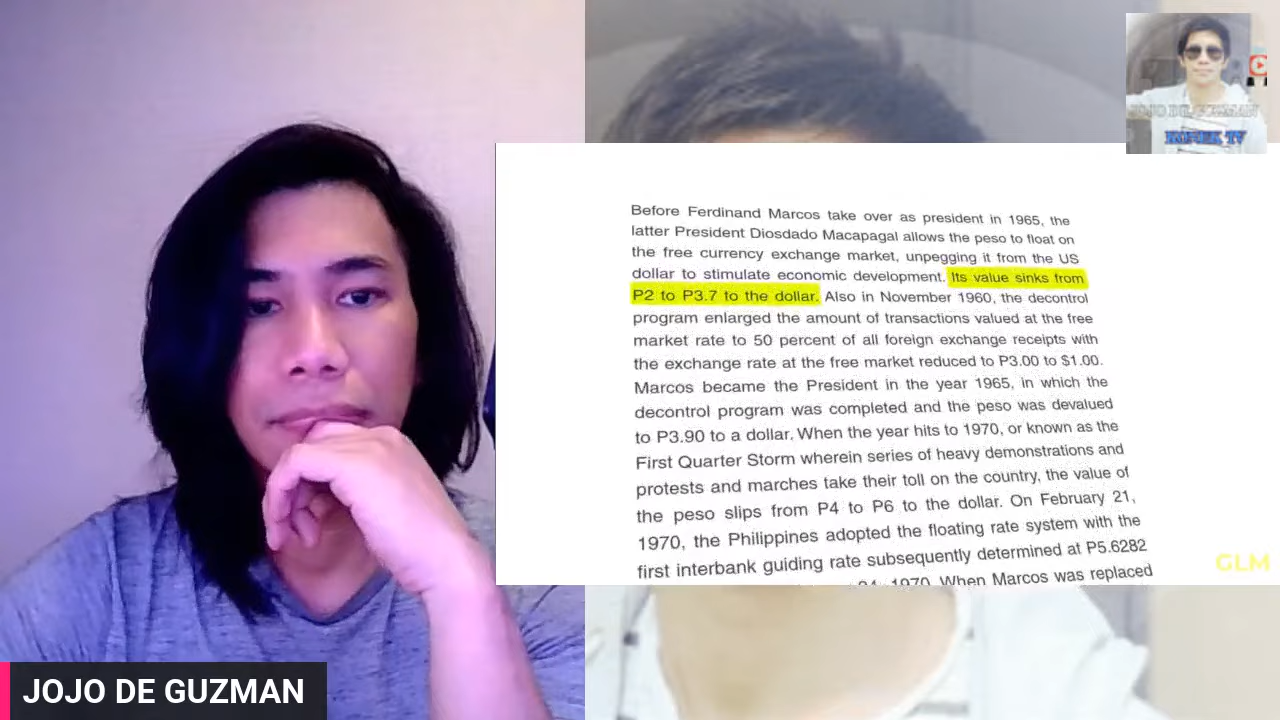 JOJO DE GUZMAN
Before Ferdinand Marcos take over as president in 1965, the
latter President Diosdado Macapagal allows the peso to float on
the free currency exchange market, unpegging it from the US
dollar to stimulate economic development. Its value sinks from
P2 to P3.7 to the dollar. Also in November 1960, the decontrol
program enlarged the amount of transactions valued at the free
market rate to 50 percent of all foreign exchange receipts with
the exchange rate at the free market reduced to P3.00 to $1.00.
Marcos became the President in the year 1965, in which the
decontrol program was completed and the peso was devalued
to P3.90 to a dollar. When the year hits to 1970, or known as the
First Quarter Storm wherein series of heavy demonstrations and
protests and marches take their toll on the country, the value of
the peso slips from P4 to P6 to the dollar. On February 21,
1970, the Philippines adopted the floating rate system with the
first interbank guiding rate subsequently determined at P5.6282
1970. When Marcos was replaced
GLM
JOJO DE GUZMAN